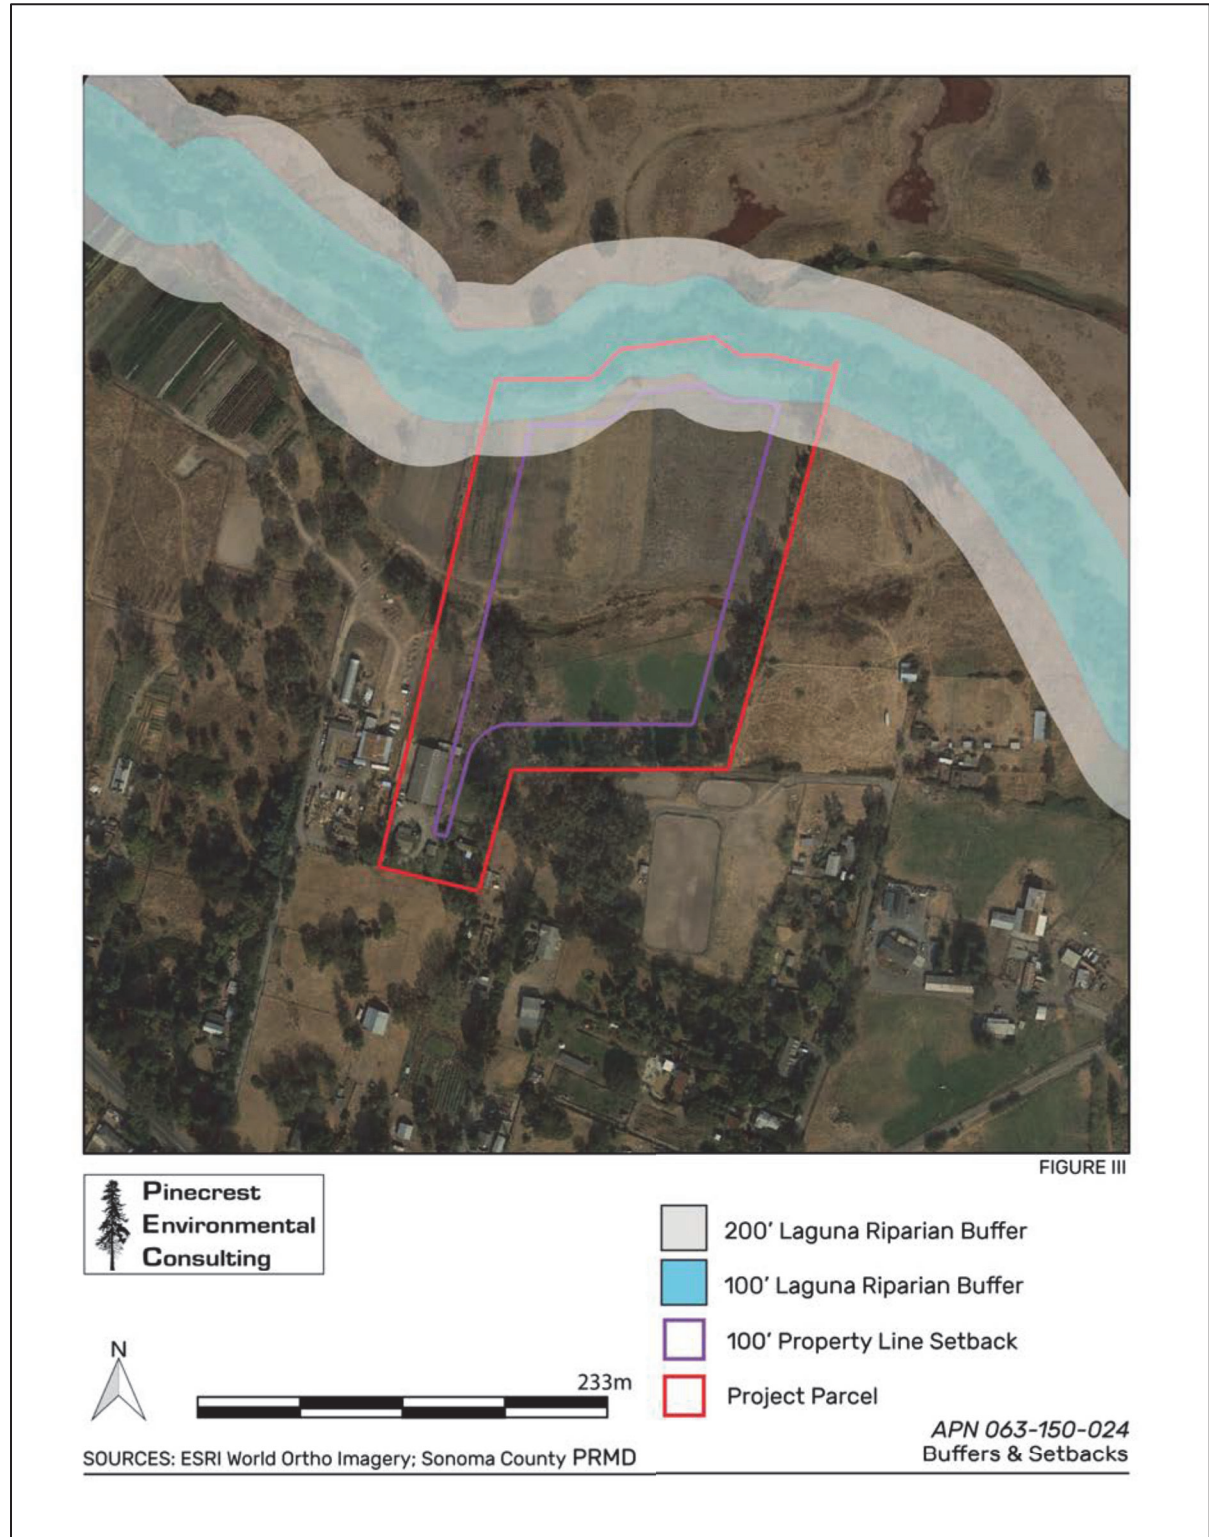 FIGURE III
Pinecrest
Environmental
Consulting
200' Laguna Riparian Buffer
100' Laguna Riparian Buffer
100' Property Line Setback
Project Parcel
N
233m
SOURCES: ESRI World Ortho Imagery; Sonoma County PRMD
APN 063-150-024
Buffers & Setbacks